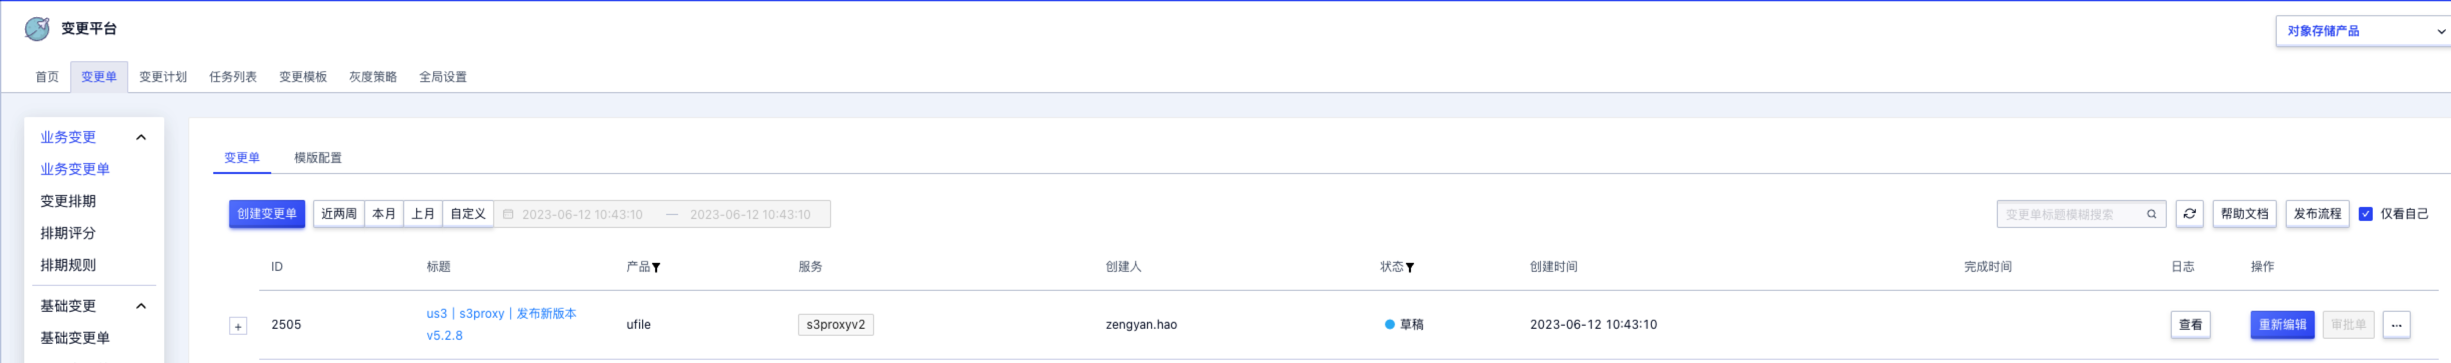 变更平台
对象存储产品
首页 变更单 变更计划 任务列表 变更模板 灰度策略 全局设置
业务变更
业务变更单
变更排期
排期评分
排期规则
基础变更
基础变更单
变更单 模版配置
创建变更单 近两周 本月 上月 自定义 2023-06-12 10:43:10 — 2023-06-12 10:43:10 变更单标题模糊搜索 帮助文档 发布流程 仅看自己
ID 标题 产品 服务 创建人 状态 创建时间 完成时间 日志 操作
+ 2505 us3 | s3proxy | 发布新版本 ufile s3proxyv2 zengyan.hao 草稿 2023-06-12 10:43:10 查看 重新编辑 审批单 ...
v5.2.8